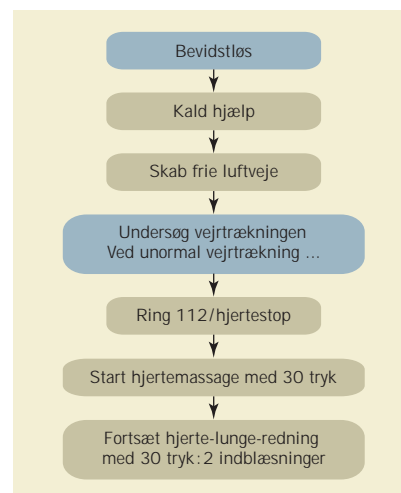 Bevidstløs
Kald hjælp
Skab frie luftveje
Undersøg vejrtrækningen
Ved unormal vejrtrækning ...
Ring 112/hjertestop
Start hjertemassage med 30 tryk
Fortsæt hjerte-lunge-redning
med 30 tryk:2 indblæsninger